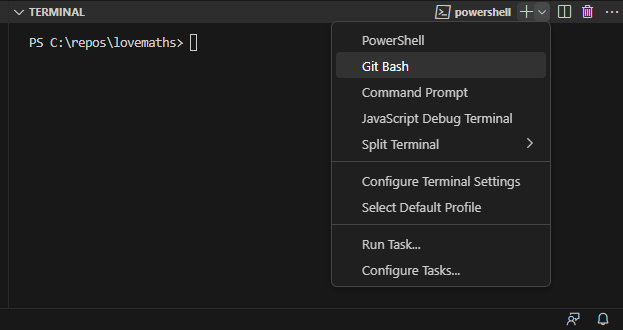 TERMINAL
powershell
PS C:\repos\lovemaths>
PowerShell
Git Bash
Command Prompt
JavaScript Debug Terminal
Split Terminal
Configure Terminal Settings
Select Default Profile
Run Task...
Configure Tasks...